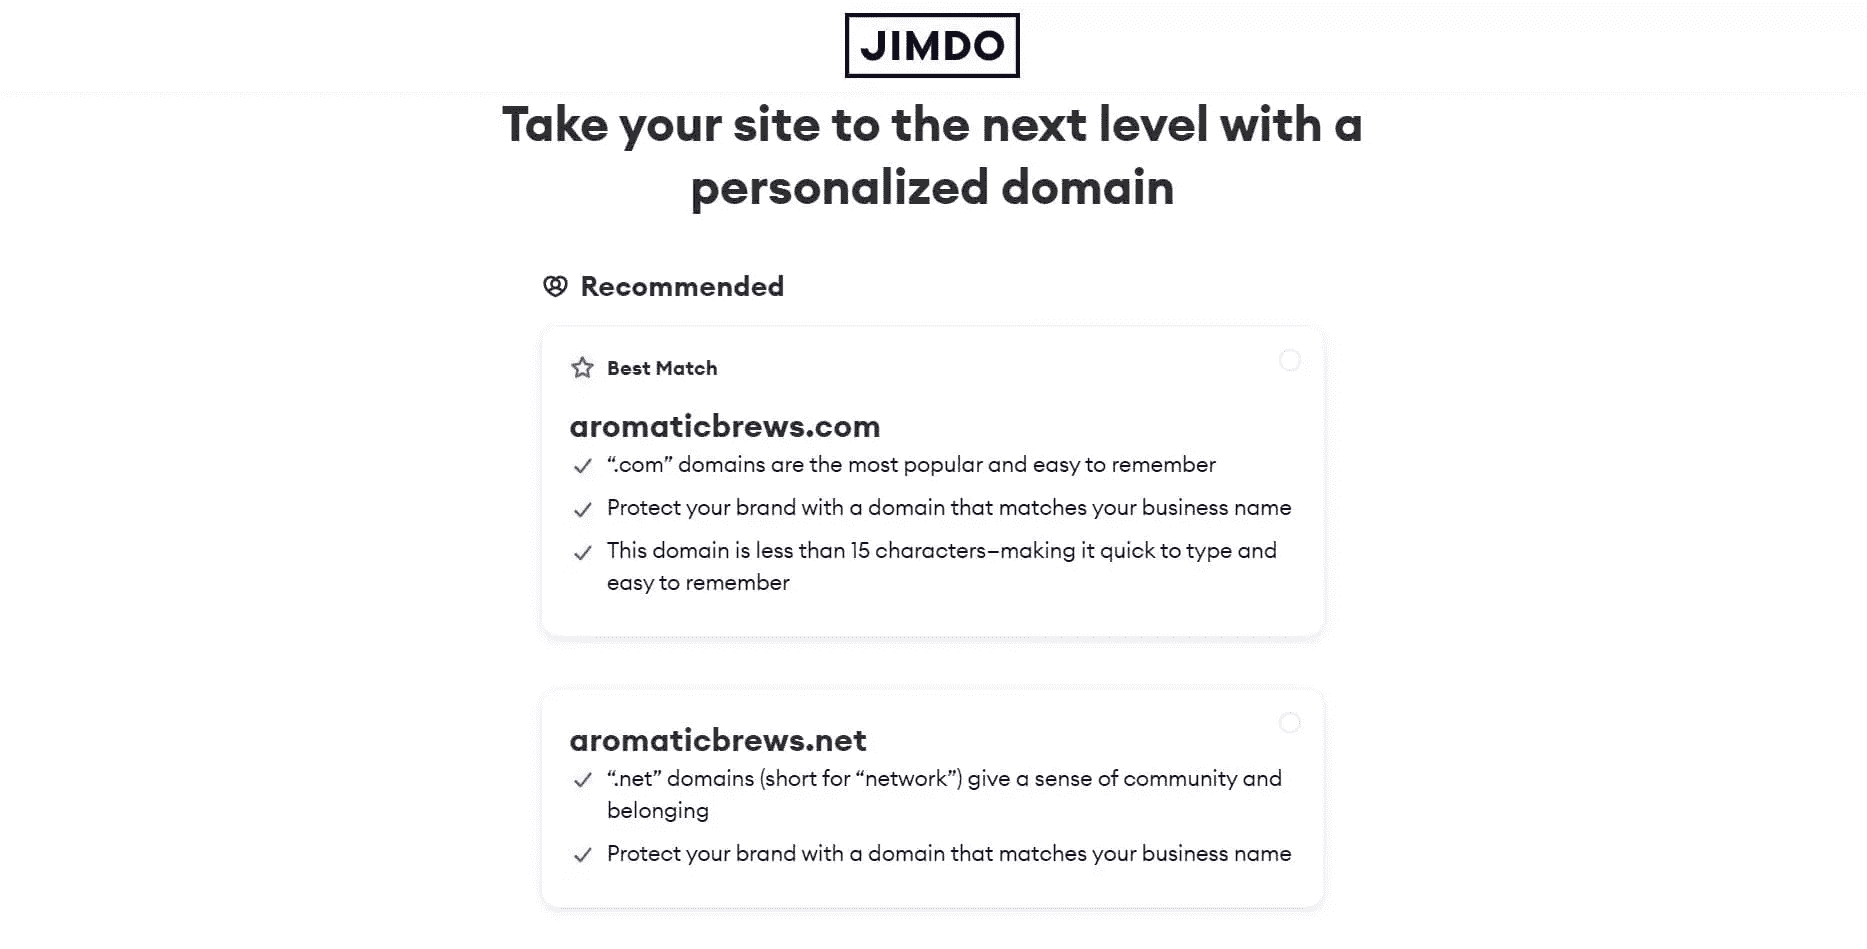 JIMDO
Take your site to the next level with a
personalized domain
Recommended
Best Match
aromaticbrews.com
“.com” domains are the most popular and easy to remember
Protect your brand with a domain that matches your business name
This domain is less than 15 characters–making it quick to type and
easy to remember
aromaticbrews.net
“.net” domains (short for “network”) give a sense of community and
belonging
Protect your brand with a domain that matches your business name